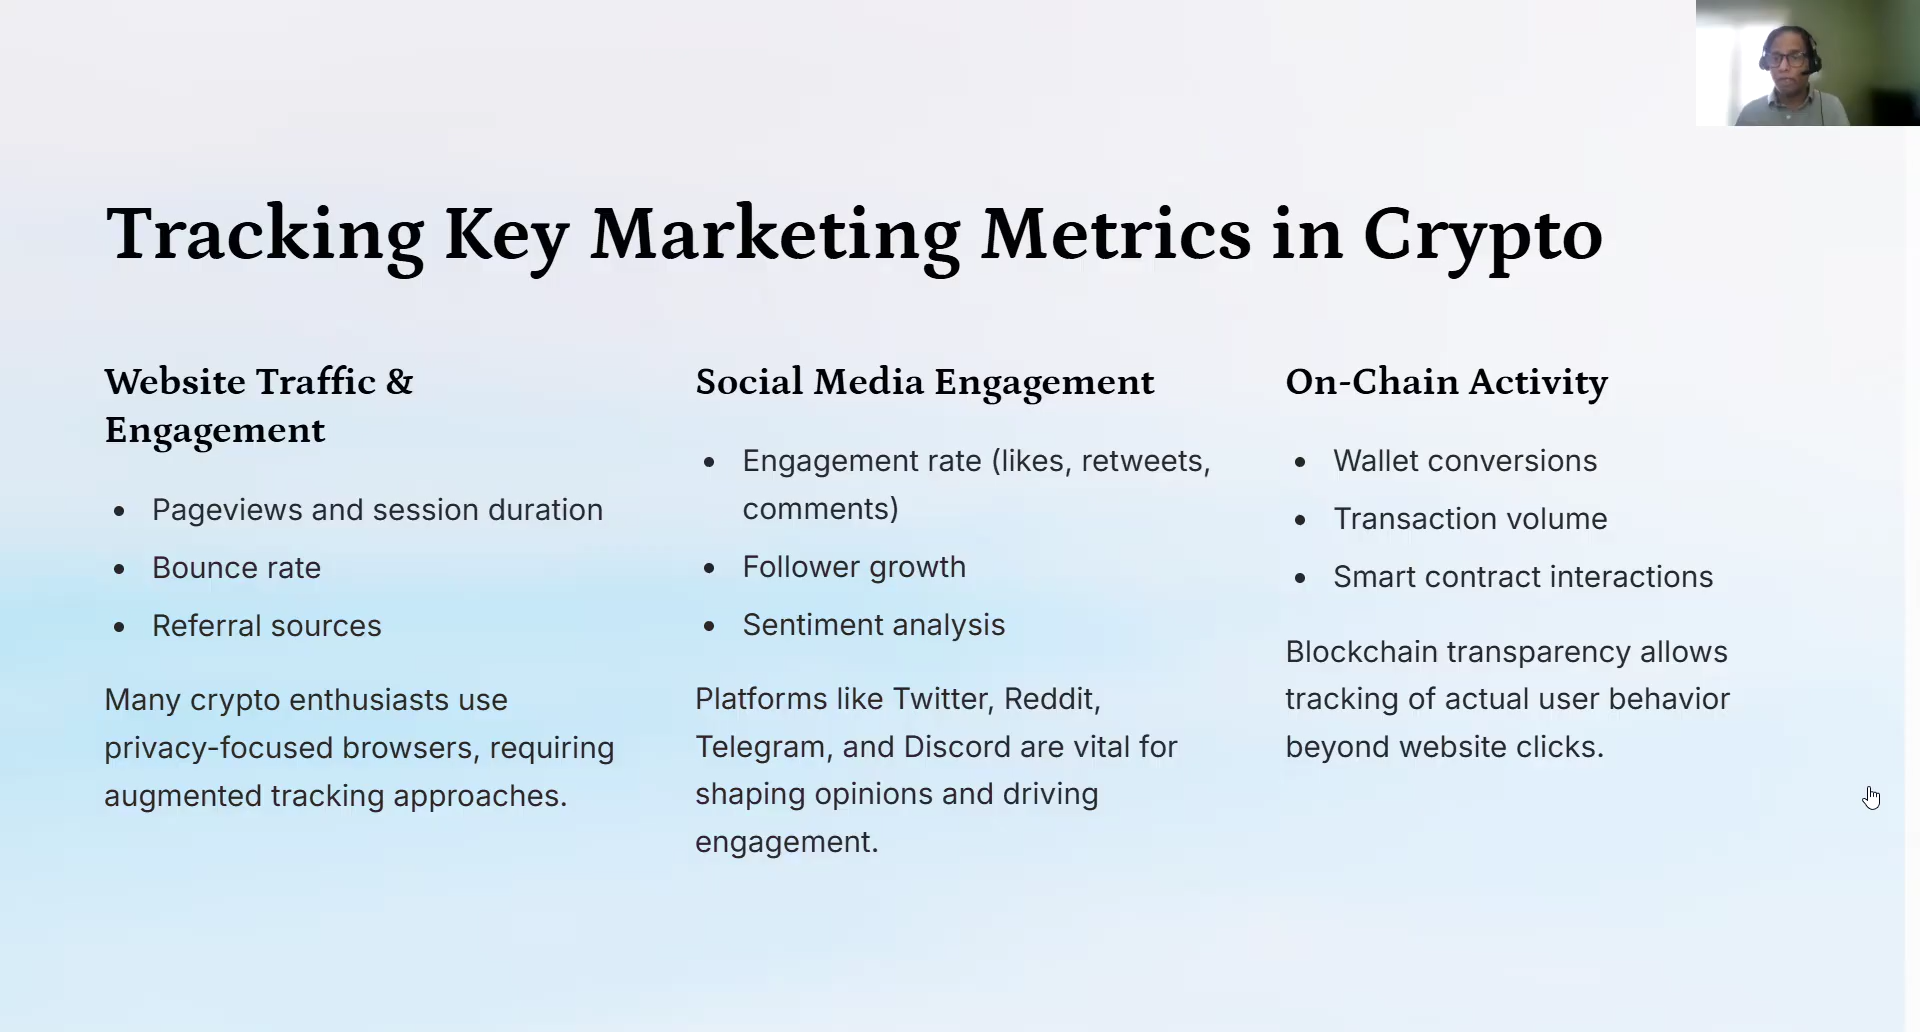 Tracking Key Marketing Metrics in Crypto
Website Traffic &
Engagement
• Pageviews and session duration
• Bounce rate
• Referral sources
Many crypto enthusiasts use
privacy-focused browsers, requiring
augmented tracking approaches.
Social Media Engagement
• Engagement rate (likes, retweets,
comments)
• Follower growth
• Sentiment analysis
Platforms like Twitter, Reddit,
Telegram, and Discord are vital for
shaping opinions and driving
engagement.
On-Chain Activity
• Wallet conversions
• Transaction volume
• Smart contract interactions
Blockchain transparency allows
tracking of actual user behavior
beyond website clicks.